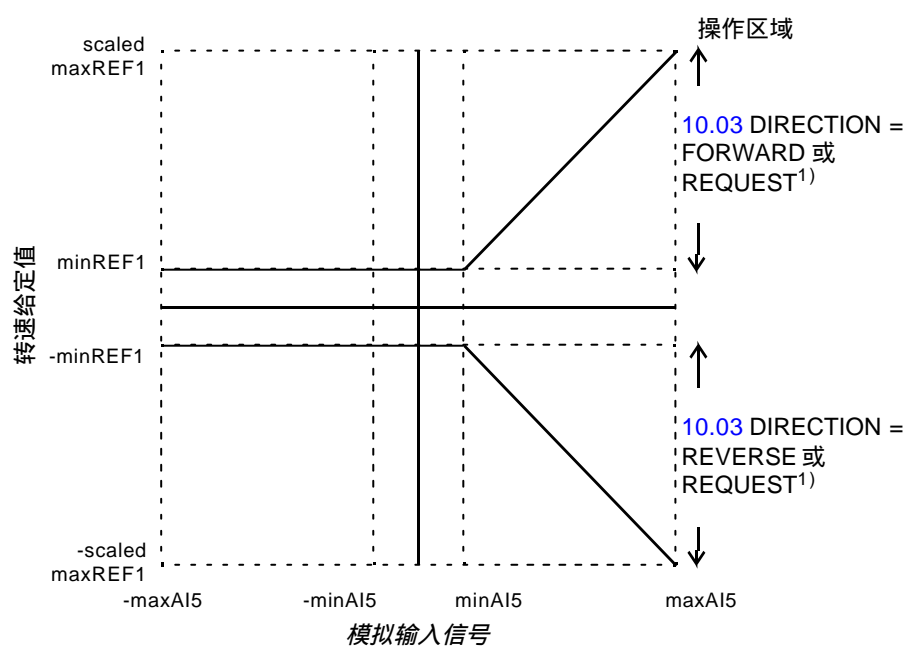 操作区域
scaled
maxREF1
10.03 DIRECTION =
FORWARD 或
REQUEST1)
minREF1
转速给定值
-minREF1
10.03 DIRECTION =
REVERSE 或
REQUEST1)
-scaled
maxREF1
-maxAI5 -minAI5 minAI5 maxAI5
模拟输入信号